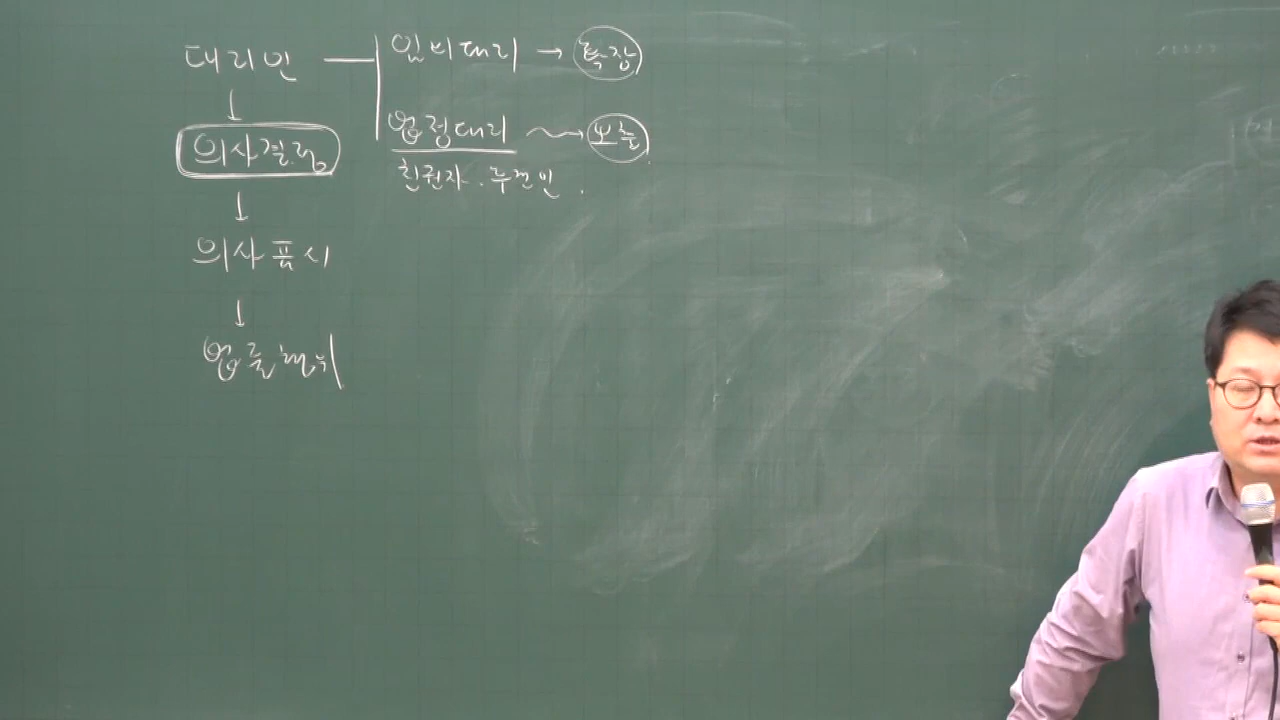 대리인 — 임의대리 → 확장
↓
법정대리 → 보충
의사결정
친권자 . 후견인 .
↓
의사표시
↓
법률행위